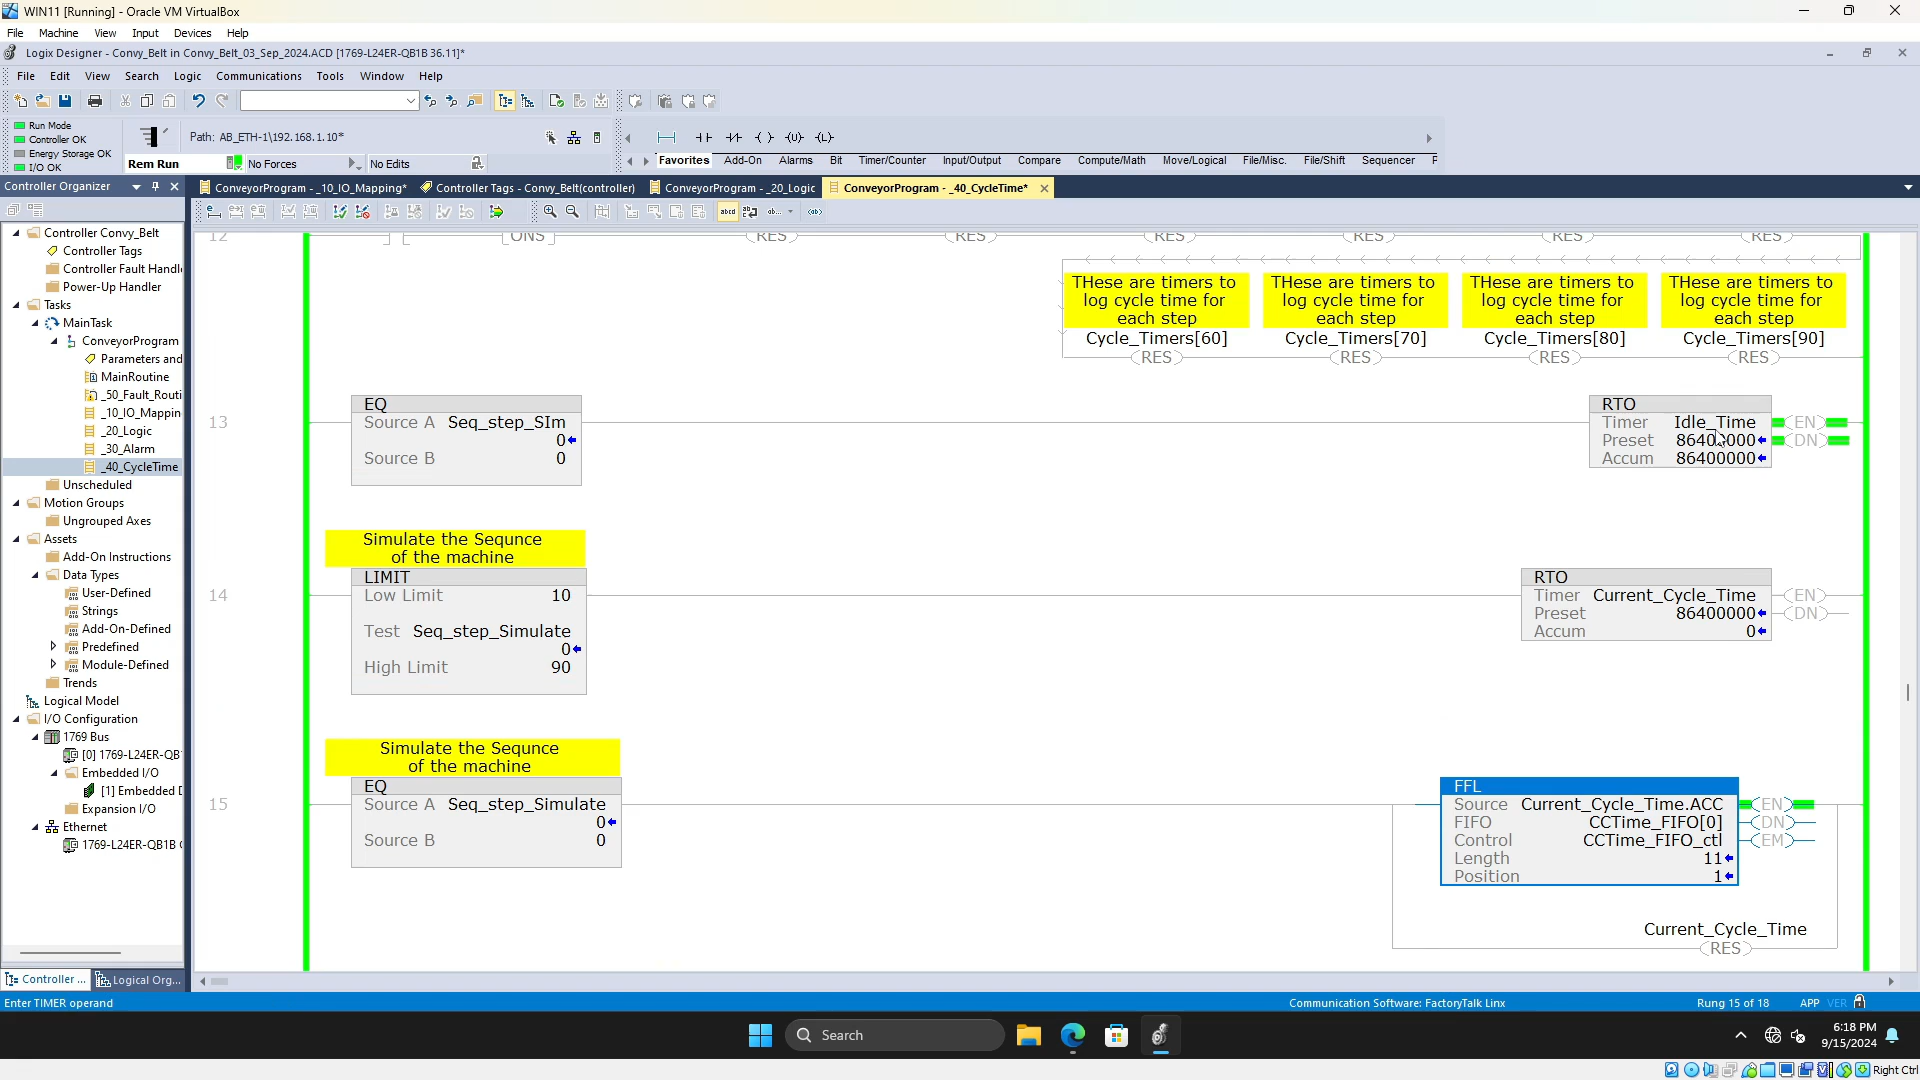 WIN11 [Running] - Oracle VM VirtualBox
File Machine View Input Devices Help
Logix Designer - Convy_Belt in Convy_Belt_03_Sep_2024.ACD [1769-L24ER-QB1B 36.11]*
File Edit View Search Logic Communications Tools Window Help
Run Mode
Controller OK
Energy Storage OK
I/O OK
Path: AB_ETH-1\192.168.1.10*
Rem Run
No Forces
No Edits
Favorites Add-On Alarms Bit Timer/Counter Input/Output Compare Compute/Math Move/Logical File/Misc. File/Shift Sequencer P
Controller Organizer
ConveyorProgram - _10_IO_Mapping*
Controller Tags - Convy_Belt(controller)
ConveyorProgram - _20_Logic
ConveyorProgram - _40_CycleTime*
Controller Convy_Belt
Controller Tags
Controller Fault Handl
Power-Up Handler
Tasks
MainTask
ConveyorProgram
Parameters and
MainRoutine
_50_Fault_Routi
_10_IO_Mappin
_20_Logic
_30_Alarm
_40_CycleTime
Unscheduled
Motion Groups
Ungrouped Axes
Assets
Add-On Instructions
Data Types
User-Defined
Strings
Add-On-Defined
Predefined
Module-Defined
Trends
Logical Model
I/O Configuration
1769 Bus
[0] 1769-L24ER-QB
Embedded I/O
[1] Embedded D
Expansion I/O
Ethernet
1769-L24ER-QB1B C
Controller ...
Logical Org...
12
ONS RES RES RES RES RES RES
THese are timers to THese are timers to THese are timers to THese are timers to
log cycle time for log cycle time for log cycle time for log cycle time for
each step each step each step each step
Cycle_Timers[60] Cycle_Timers[70] Cycle_Timers[80] Cycle_Timers[90]
RES RES RES RES
13
EQ
Source A Seq_step_SIm
0
Source B 0
RTO
Timer Idle_Time EN
Preset 86400000 DN
Accum 86400000
Simulate the Sequnce
of the machine
14
LIMIT
Low Limit 10
Test Seq_step_Simulate
0
High Limit 90
RTO
Timer Current_Cycle_Time EN
Preset 86400000 DN
Accum 0
Simulate the Sequnce
of the machine
15
EQ
Source A Seq_step_Simulate
0
Source B 0
FFL
Source Current_Cycle_Time.ACC EN
FIFO CCTime_FIFO[0] DN
Control CCTime_FIFO_ctl EM
Length 11
Position 1
Current_Cycle_Time
RES
Enter TIMER operand
Communication Software: FactoryTalk Linx
Rung 15 of 18
APP VER
Search
6:18 PM
9/15/2024
Right Ctrl